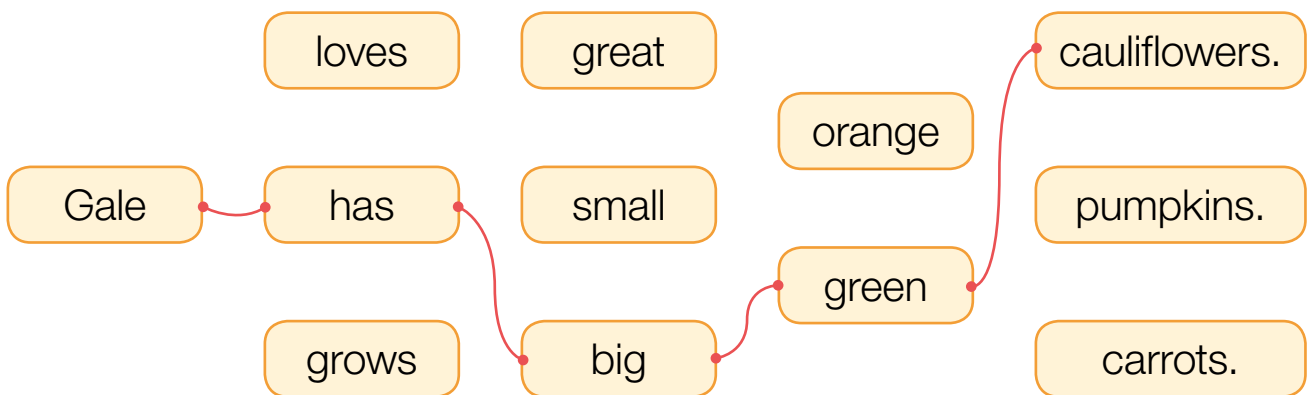 loves
great
cauliflowers.
orange
Gale
has
small
pumpkins.
green
grows
big
carrots.